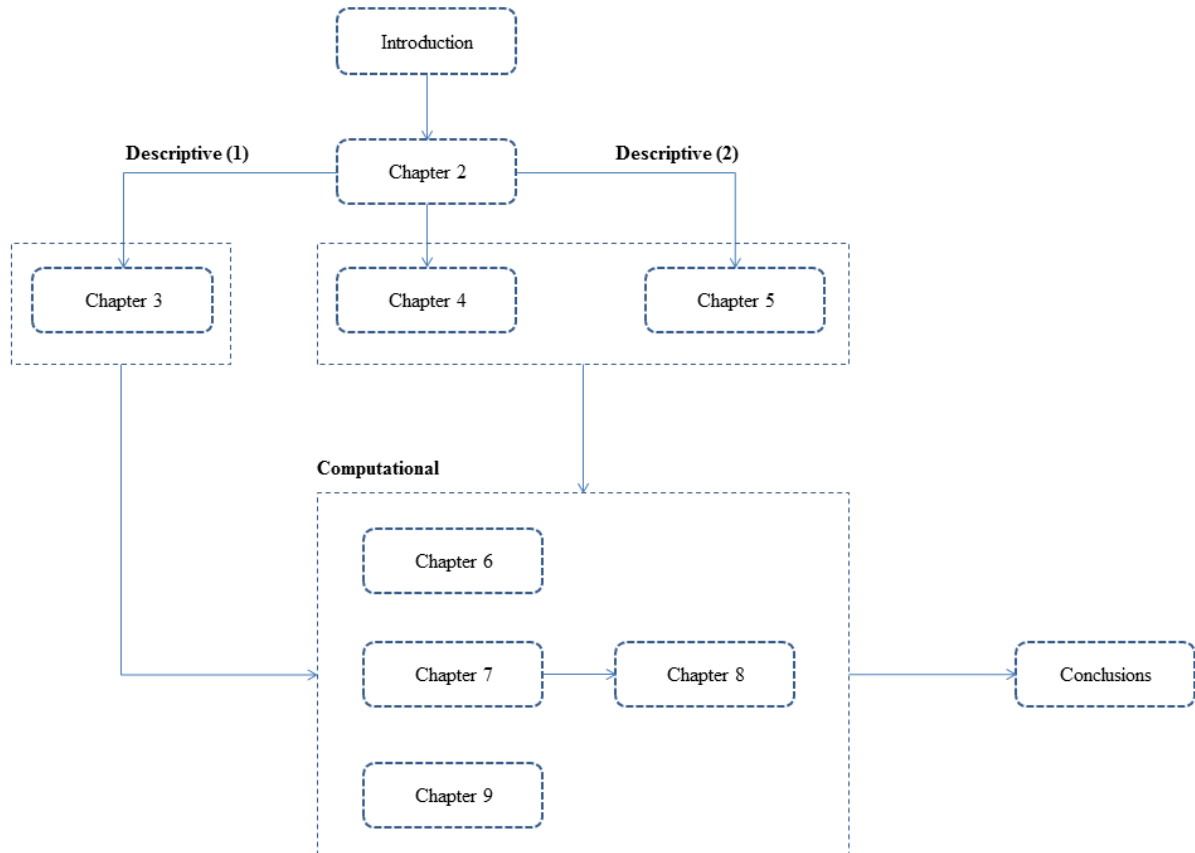 Introduction
Descriptive (1)
Descriptive (2)
Chapter 2
Chapter 3
Chapter 4
Chapter 5
Computational
Chapter 6
Chapter 7
Chapter 8
Conclusions
Chapter 9